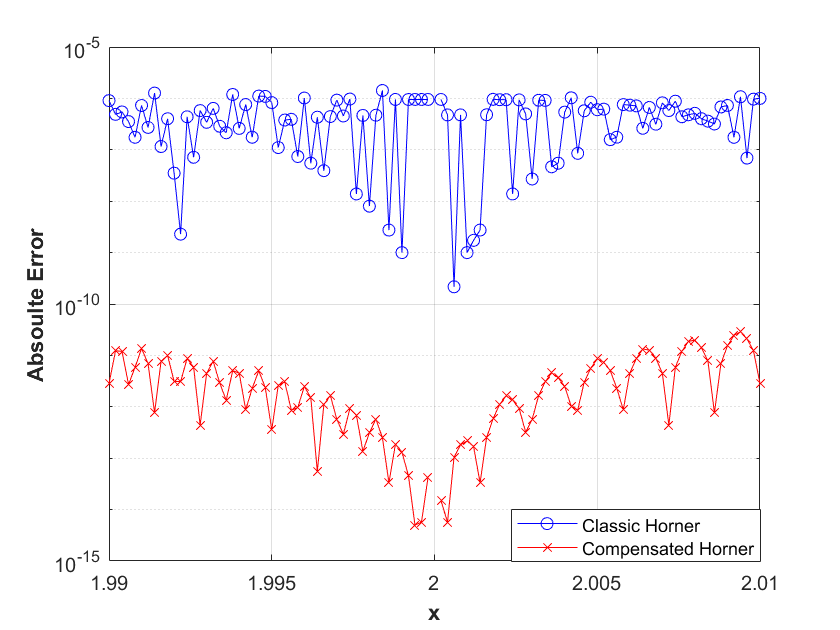 10^-5
10^-10
10^-15
Absoulte Error
1.99 1.995 2 2.005 2.01
x
Classic Horner
Compensated Horner